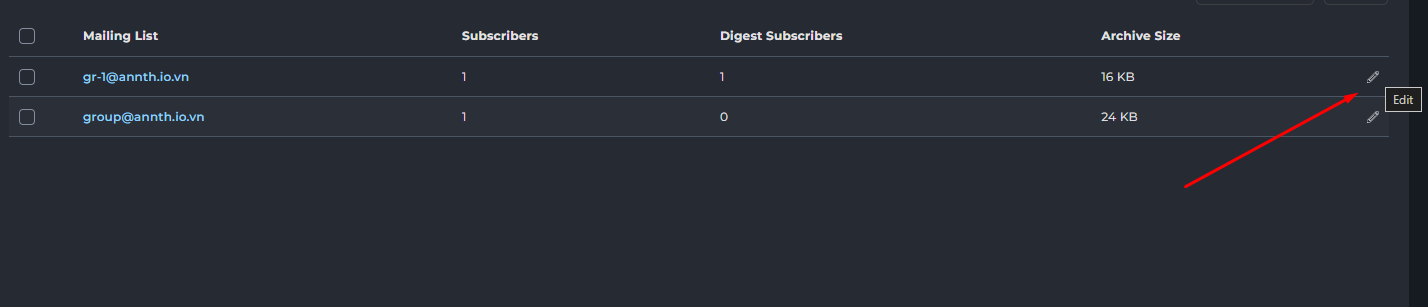 Mailing List Subscribers Digest Subscribers Archive Size
gr-1@annth.io.vn 1 1 16 KB
Edit
group@annth.io.vn 1 0 24 KB